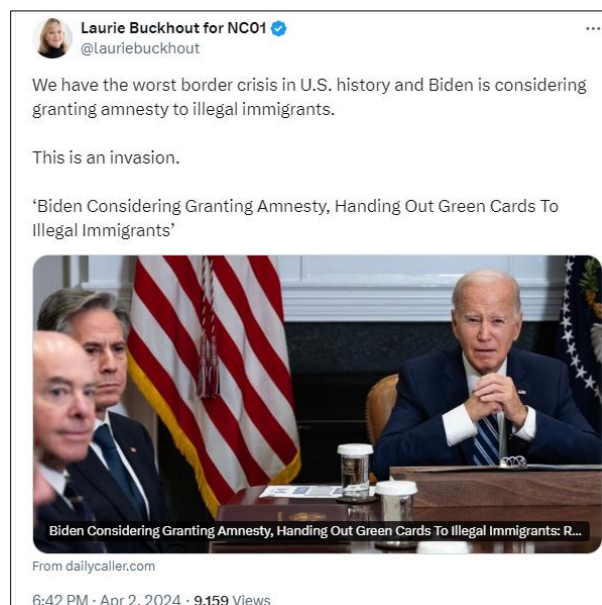 Laurie Buckhout for NC01
@lauriebuckhout
We have the worst border crisis in U.S. history and Biden is considering
granting amnesty to illegal immigrants.
This is an invasion.
‘Biden Considering Granting Amnesty, Handing Out Green Cards To
Illegal Immigrants’
Biden Considering Granting Amnesty, Handing Out Green Cards To Illegal Immigrants: R...
From dailycaller.com
6:42 PM · Apr 2, 2024 · 9,159 Views